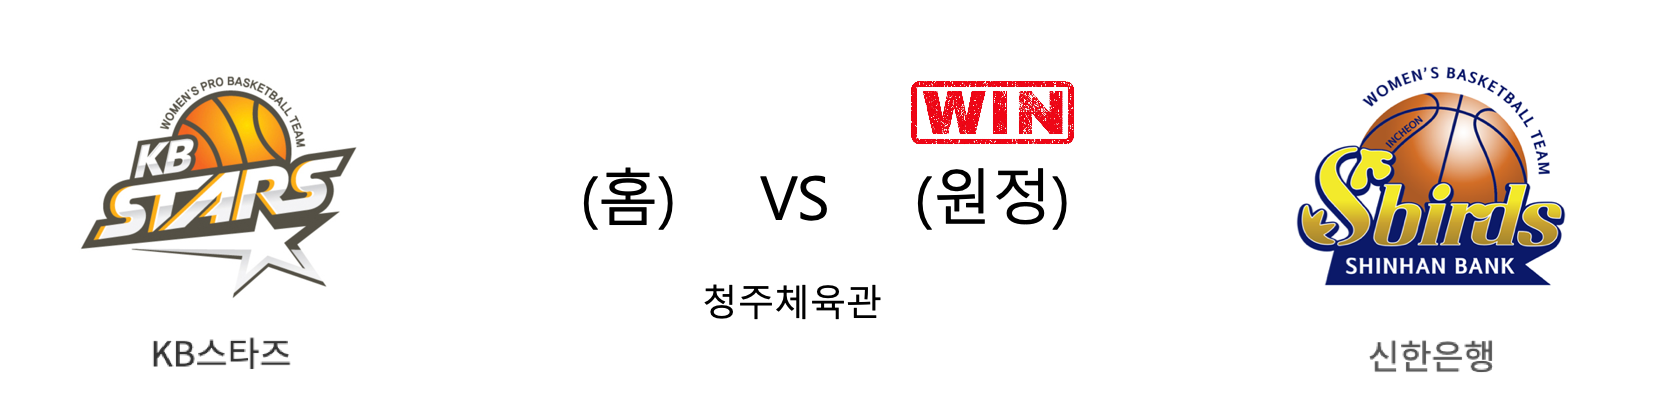 WOMEN'S PRO BASKETBALL TEAM
KB
STARS
KB스타즈
WIN
(홈) VS (원정)
청주체육관
WOMEN'S BASKETBALL TEAM
INCHEON
Sbirds
SHINHAN BANK
신한은행